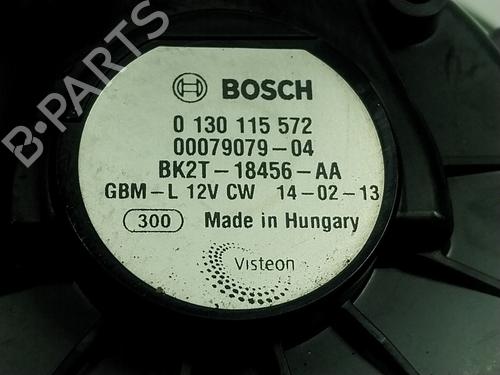 BOSCH
0 130 115 572
00079079-04
BK2T-18456-AA
GBM-L 12V CW 14-02-13
300 Made in Hungary
Visteon
B-PARTS